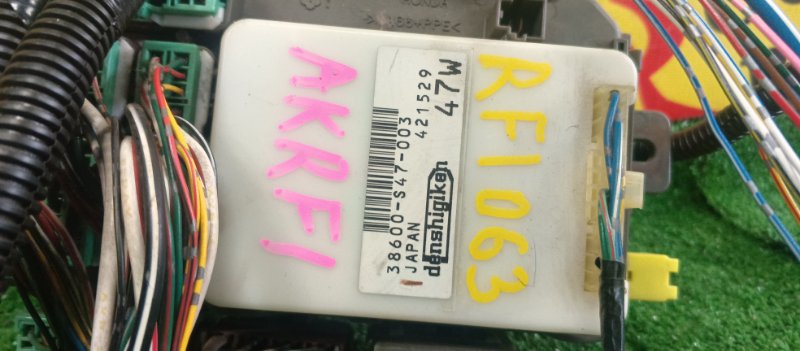 HONDA
AKRF1
38600-S47-003
JAPAN 421529
denshigiken 47W
RF1063